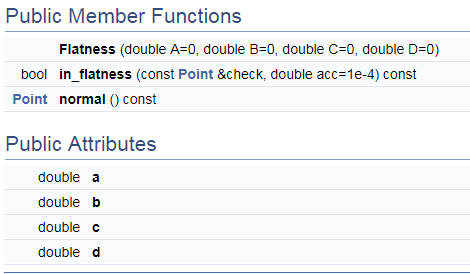 Public Member Functions
Flatness (double A=0, double B=0, double C=0, double D=0)
bool in_flatness (const Point &check, double acc=1e-4) const
Point normal () const
Public Attributes
double a
double b
double c
double d